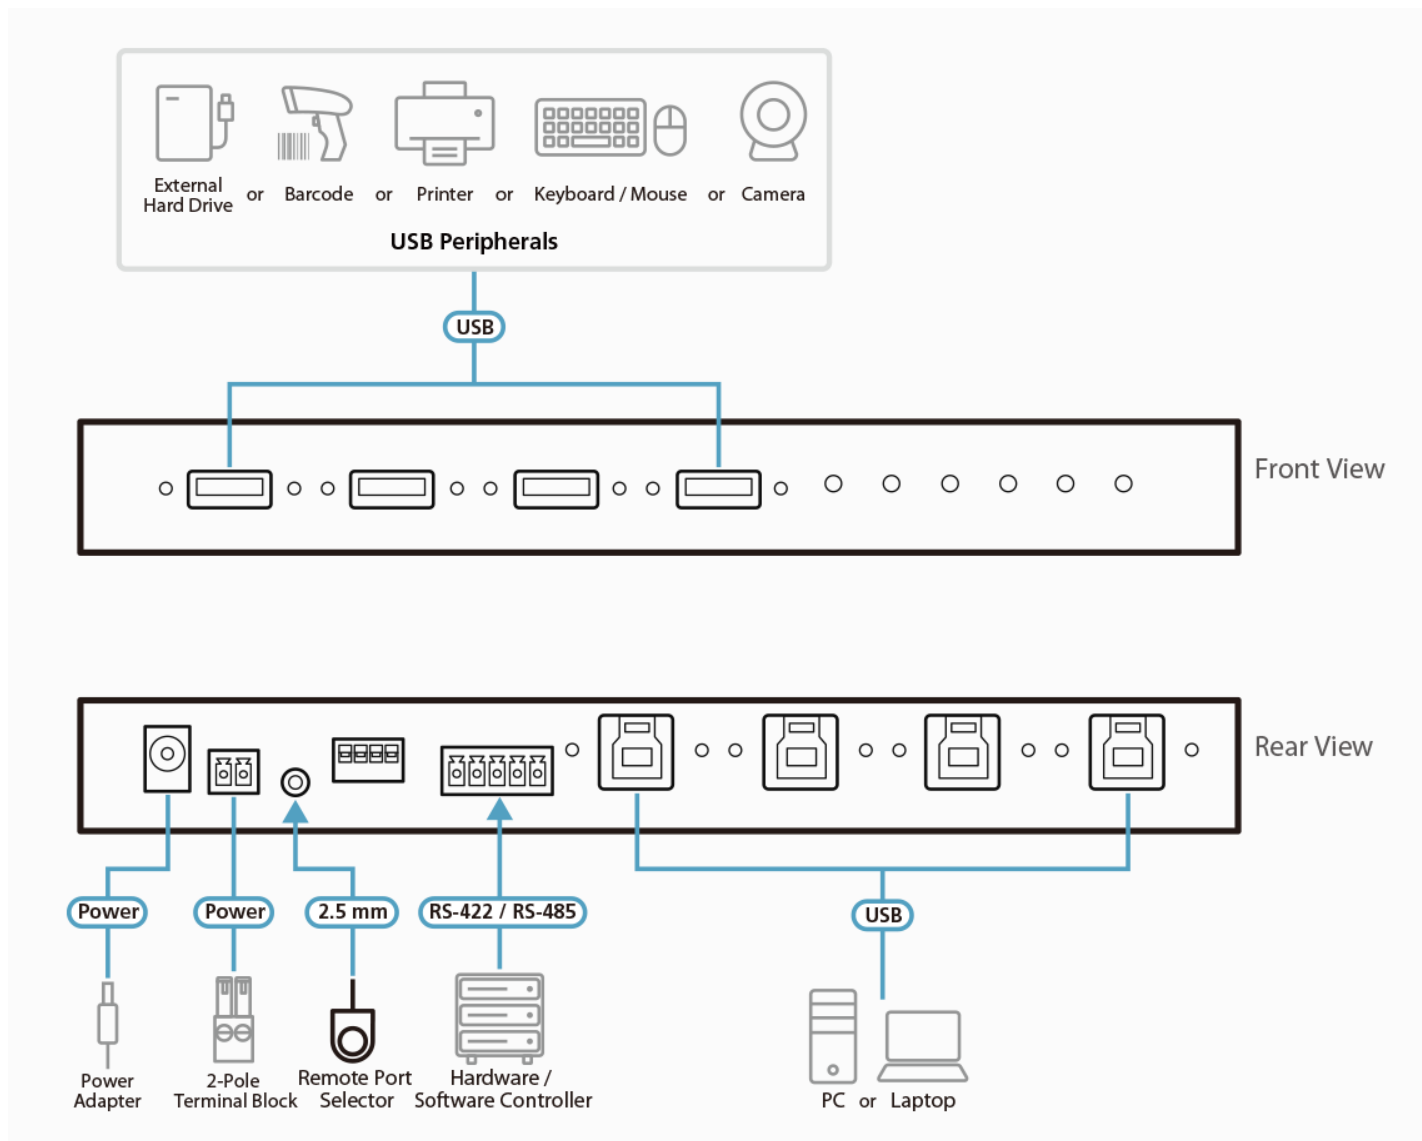 External
Hard Drive or Barcode or Printer or Keyboard / Mouse or Camera
USB Peripherals
USB
Front View
Rear View
Power Power 2.5 mm RS-422 / RS-485 USB
Power
Adapter
2-Pole
Terminal Block
Remote Port
Selector
Hardware /
Software Controller
PC or Laptop